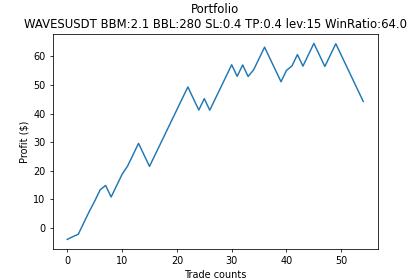 Portfolio
WAVESUSDT BBM:2.1 BBL:280 SL:0.4 TP:0.4 lev:15 WinRatio:64.0
60
50
40
30
20
10
0
Profit ($)
0 10 20 30 40 50
Trade counts